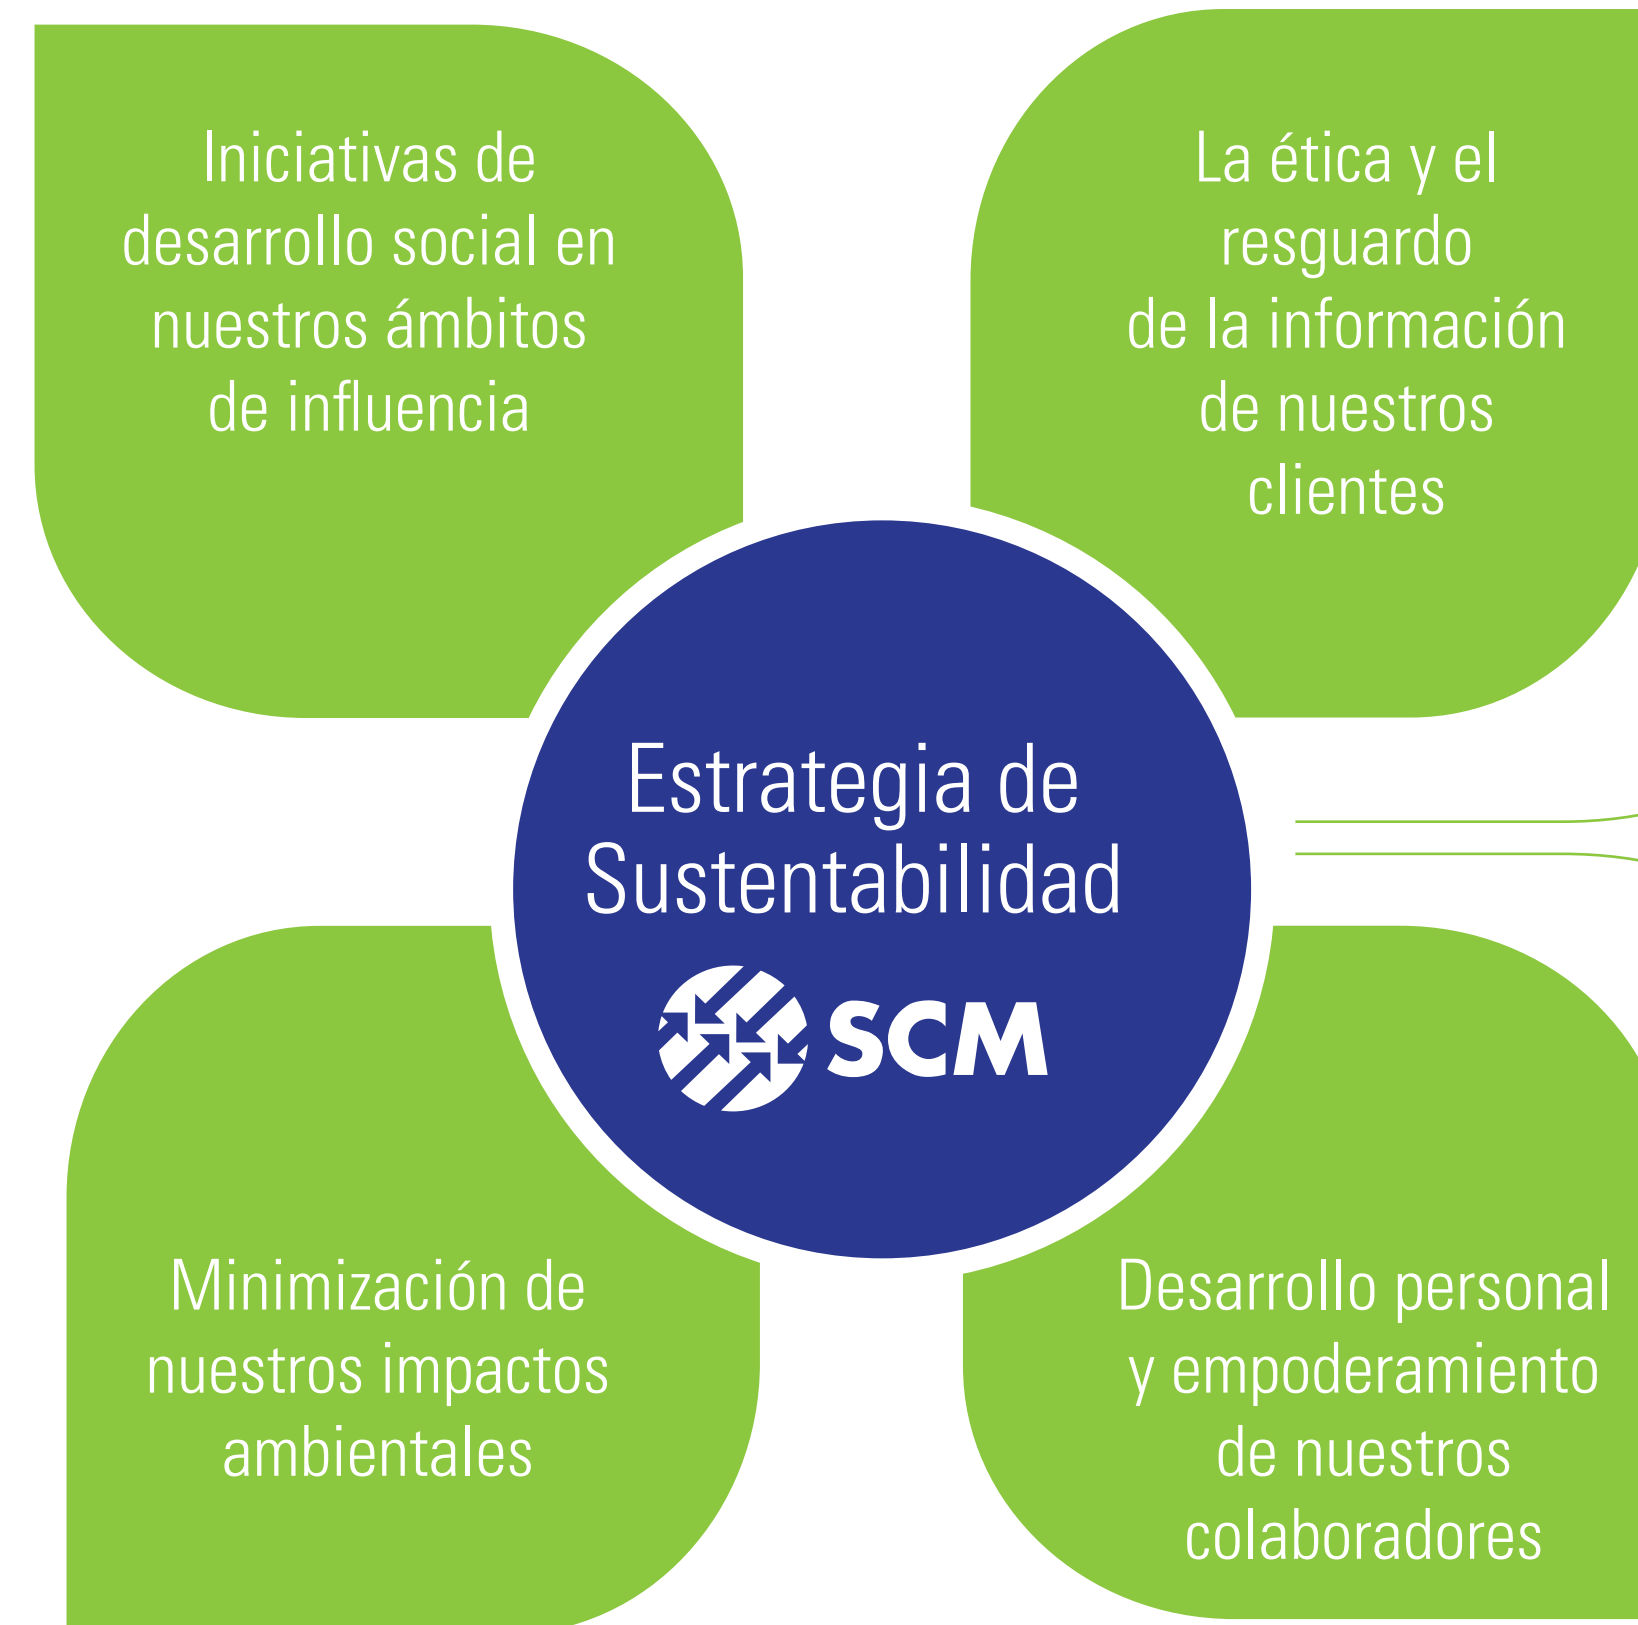 Iniciativas de
desarrollo social en
nuestros ámbitos
de influencia
La ética y el
resguardo
de la información
de nuestros
clientes
Estrategia de
Sustentabilidad
SCM
Minimización de
nuestros impactos
ambientales
Desarrollo personal
y empoderamiento
de nuestros
colaboradores